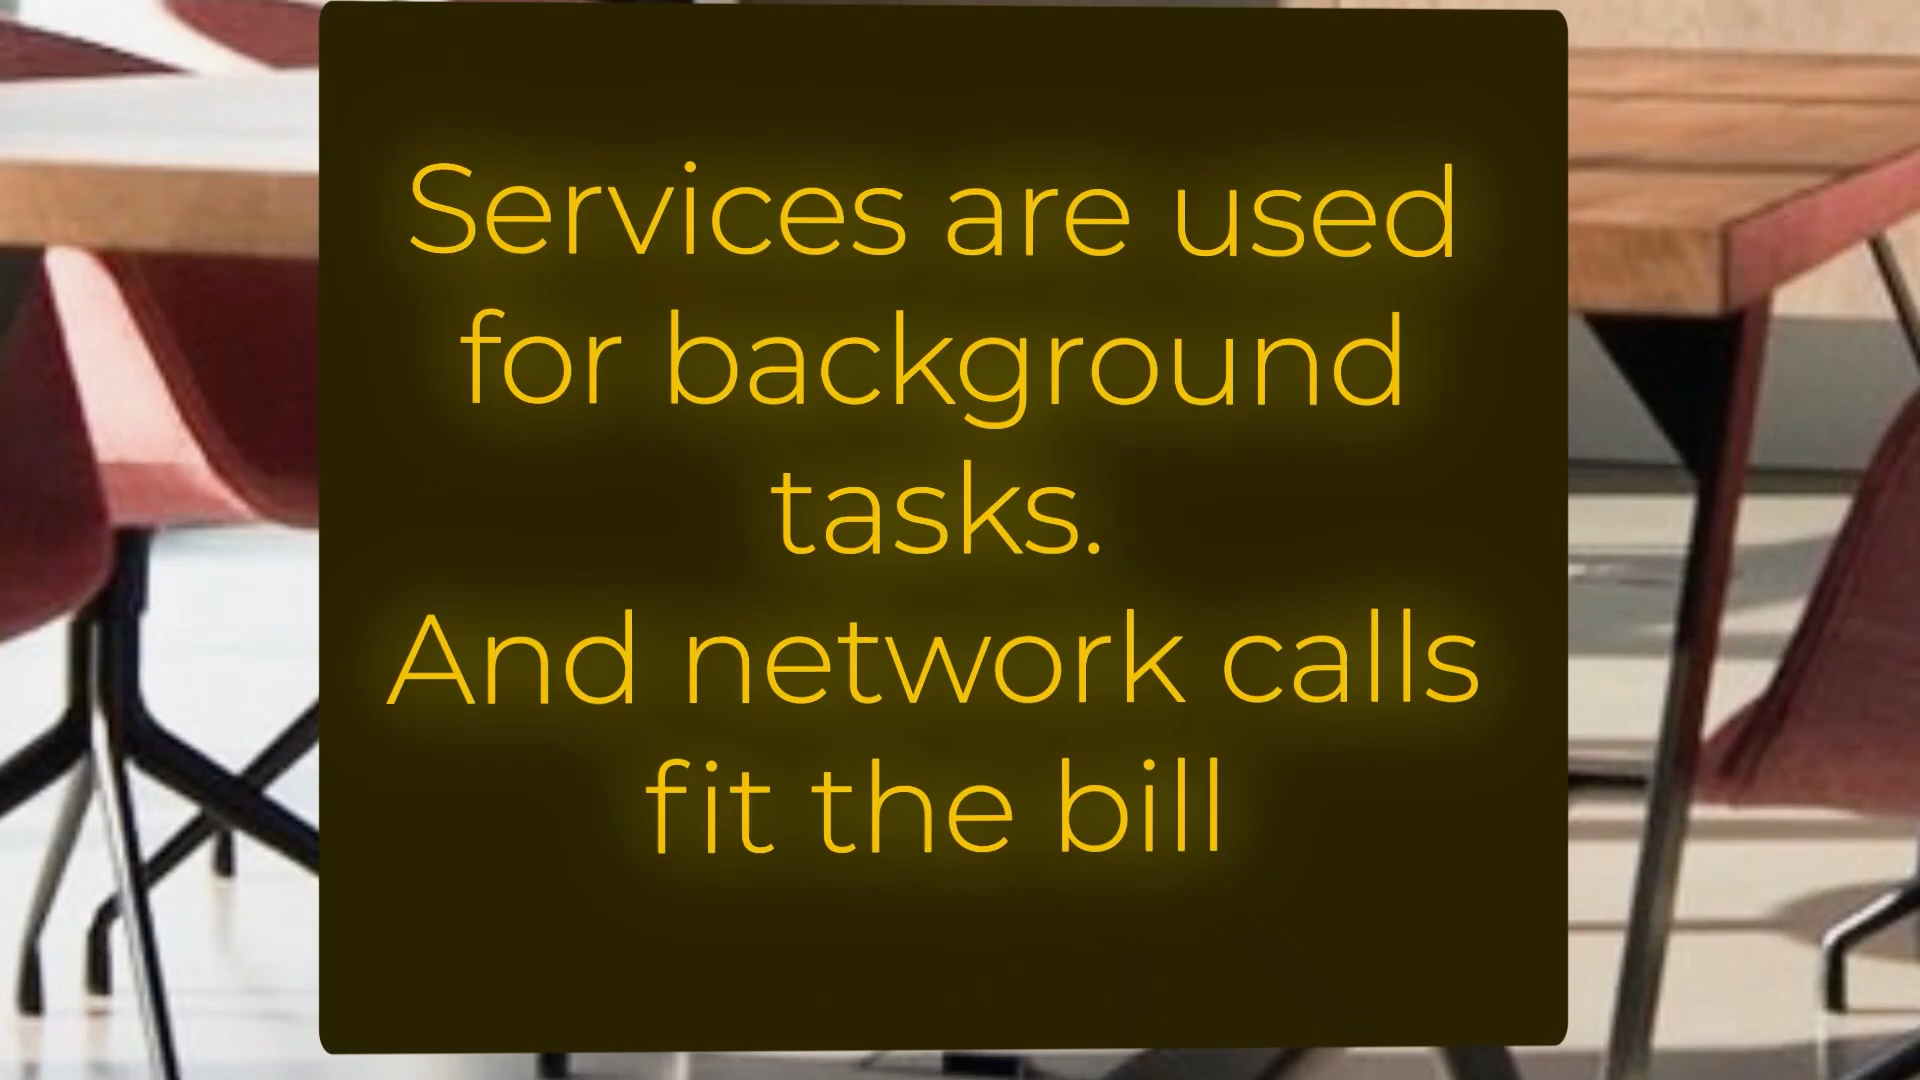 Services are used
for background
tasks.
And network calls
fit the bill